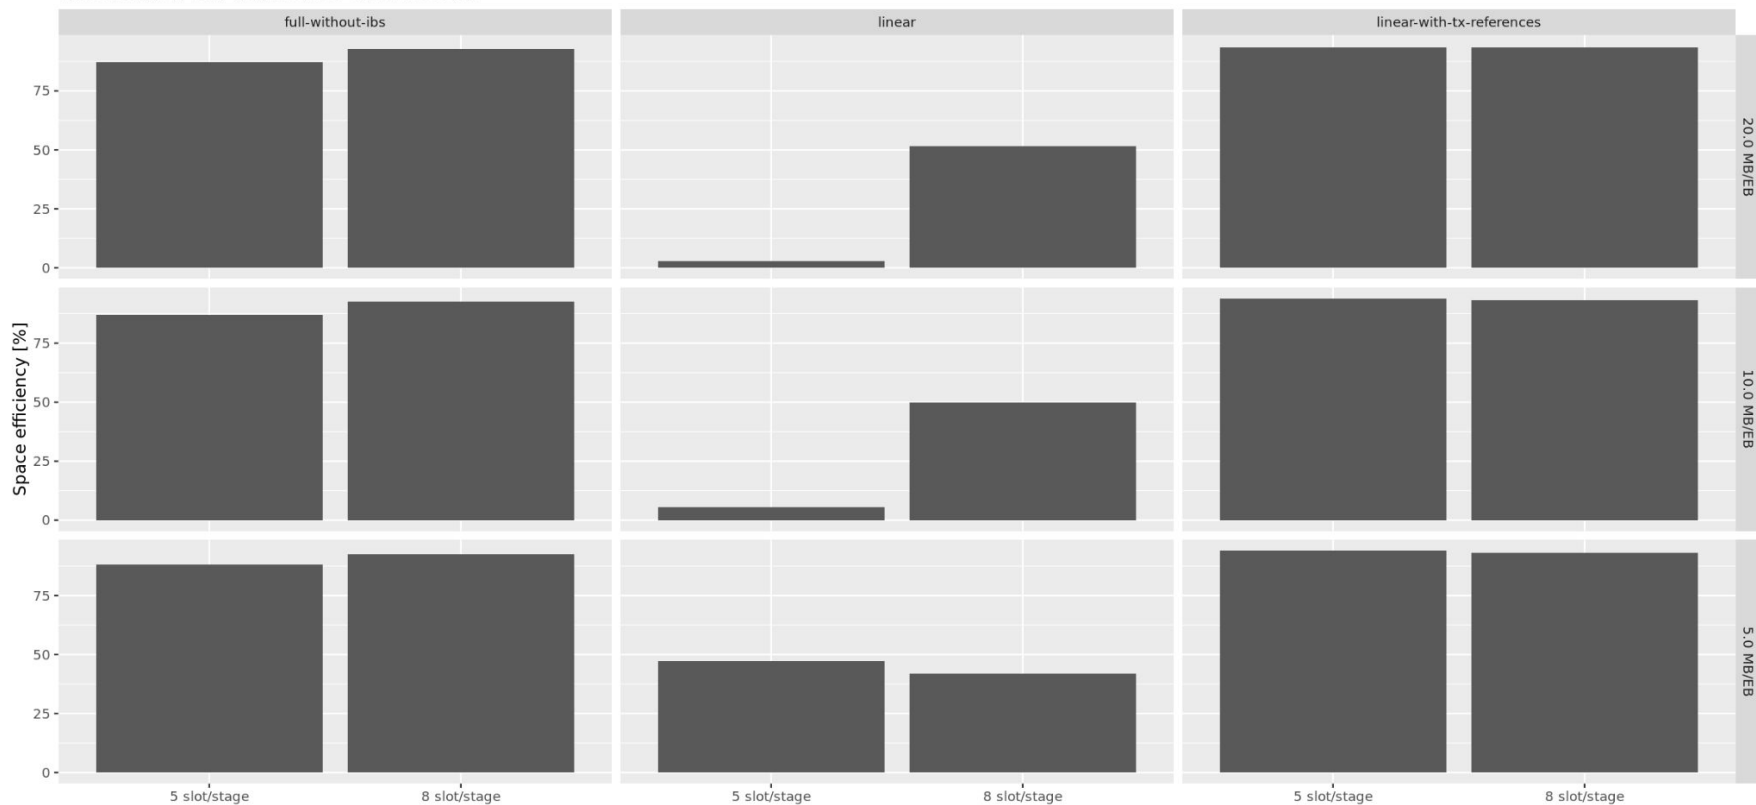 full-without-ibs
linear
linear-with-tx-references
Space efficiency [%]
75
50
25
0
20.0 MB/EB
75
50
25
0
10.0 MB/EB
75
50
25
0
5.0 MB/EB
5 slot/stage
8 slot/stage
5 slot/stage
8 slot/stage
5 slot/stage
8 slot/stage